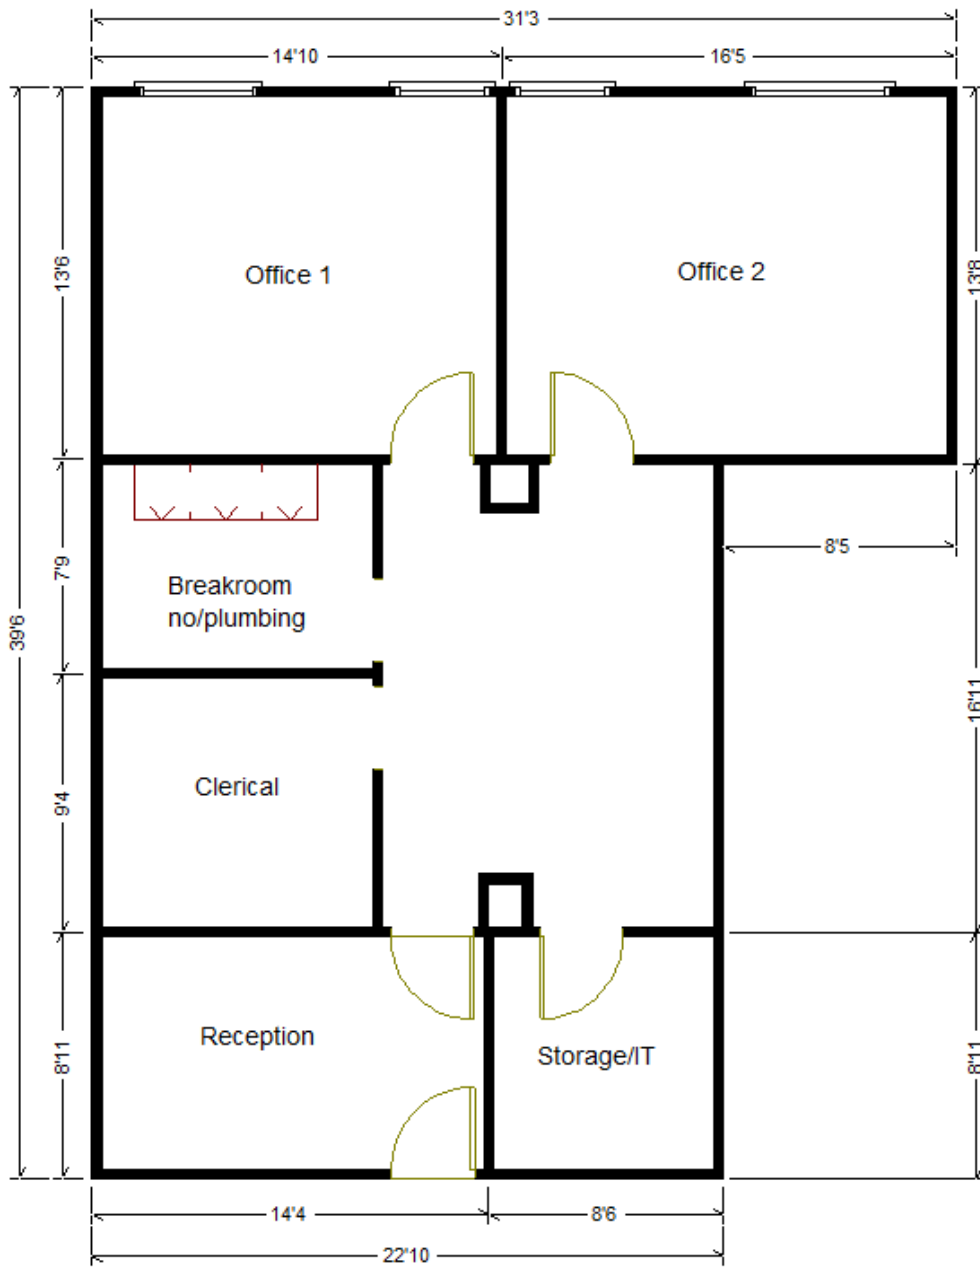 31'3
14'10
16'5
13'6
13'8
Office 1
Office 2
8'5
7'9
Breakroom
no/plumbing
39'6
16'11
Clerical
9'4
Reception
Storage/IT
8'11
8'11
14'4
8'6
22'10